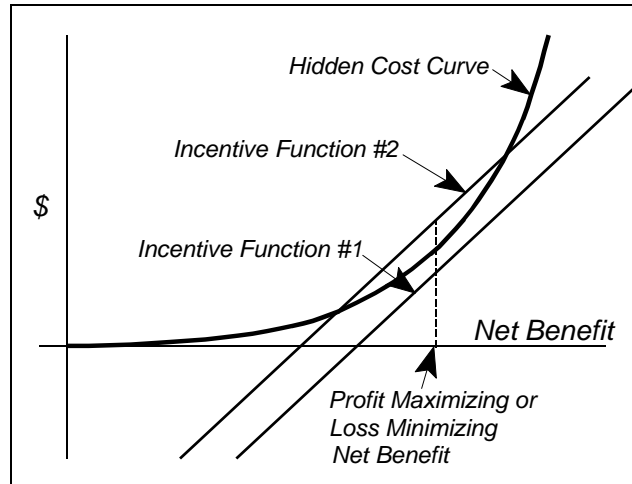 Hidden Cost Curve
Incentive Function #2
$
Incentive Function #1
Net Benefit
Profit Maximizing or
Loss Minimizing
Net Benefit